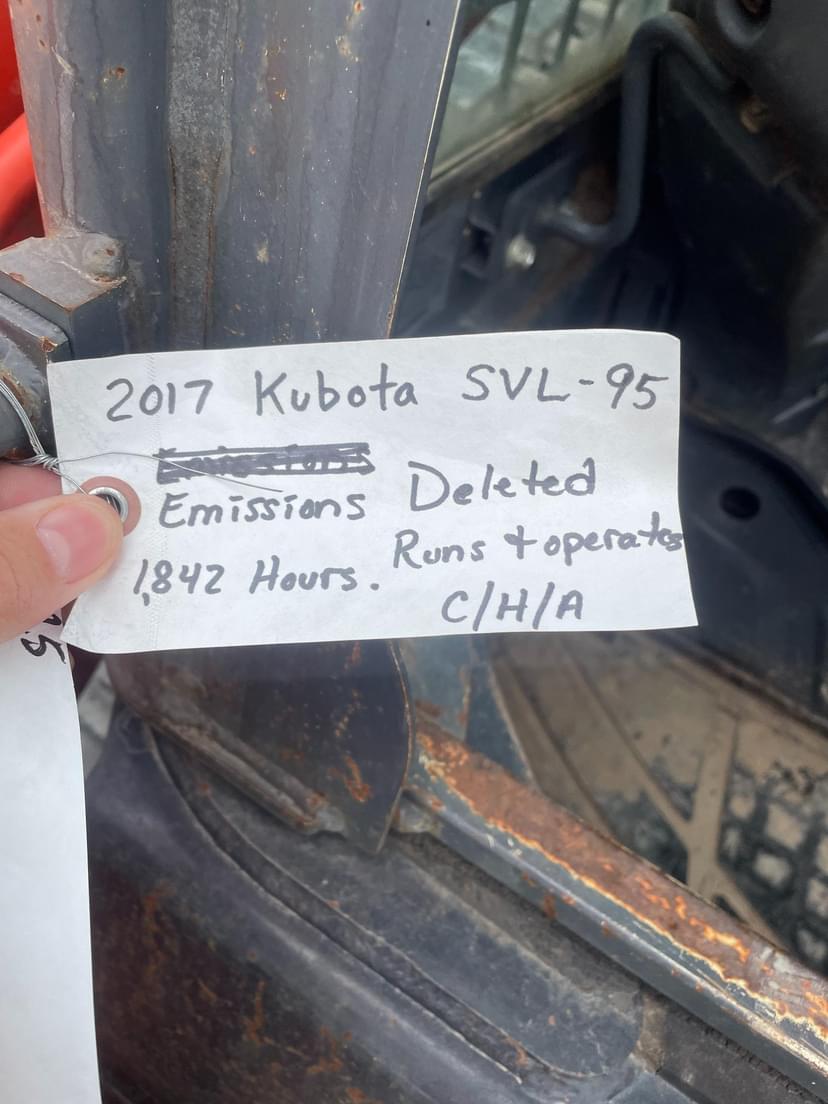 2017 Kubota SVL-95
Emissions Deleted
1,842 Hours. Runs + operates
C/H/A